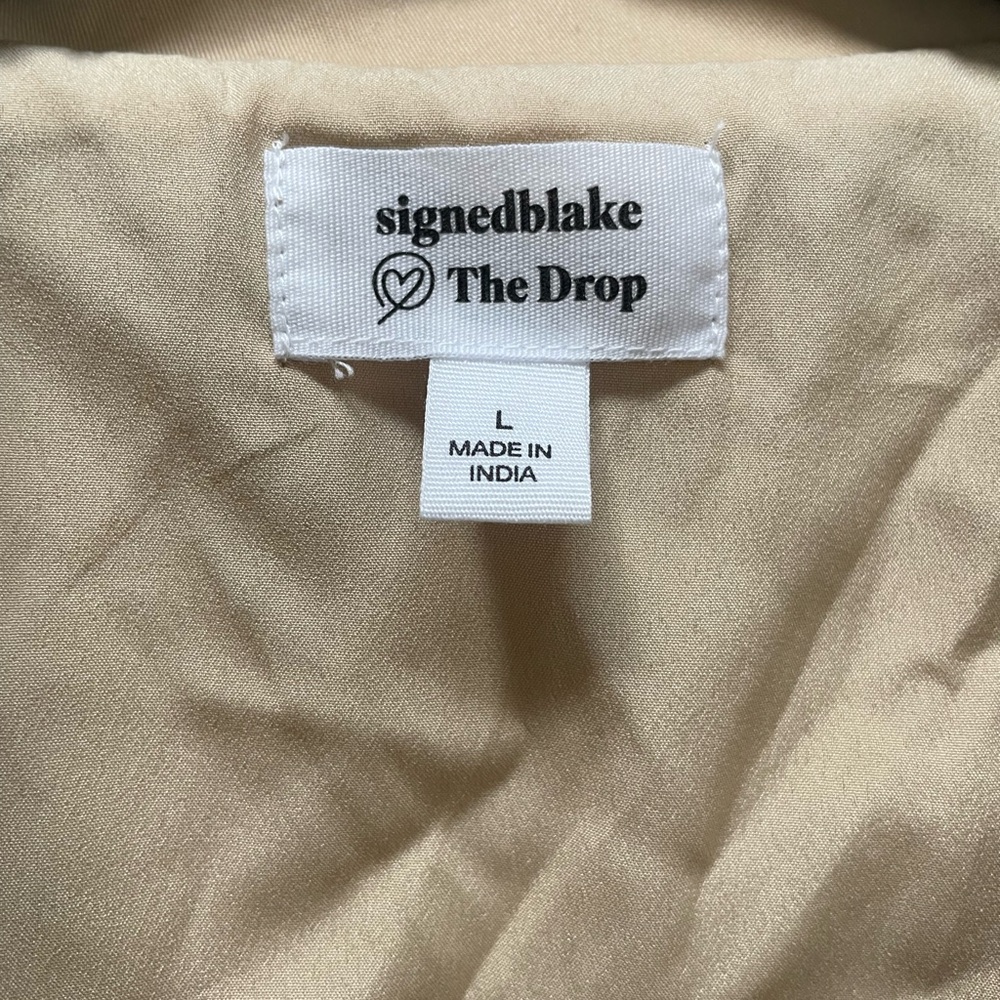 signedblake
The Drop
L
MADE IN
INDIA